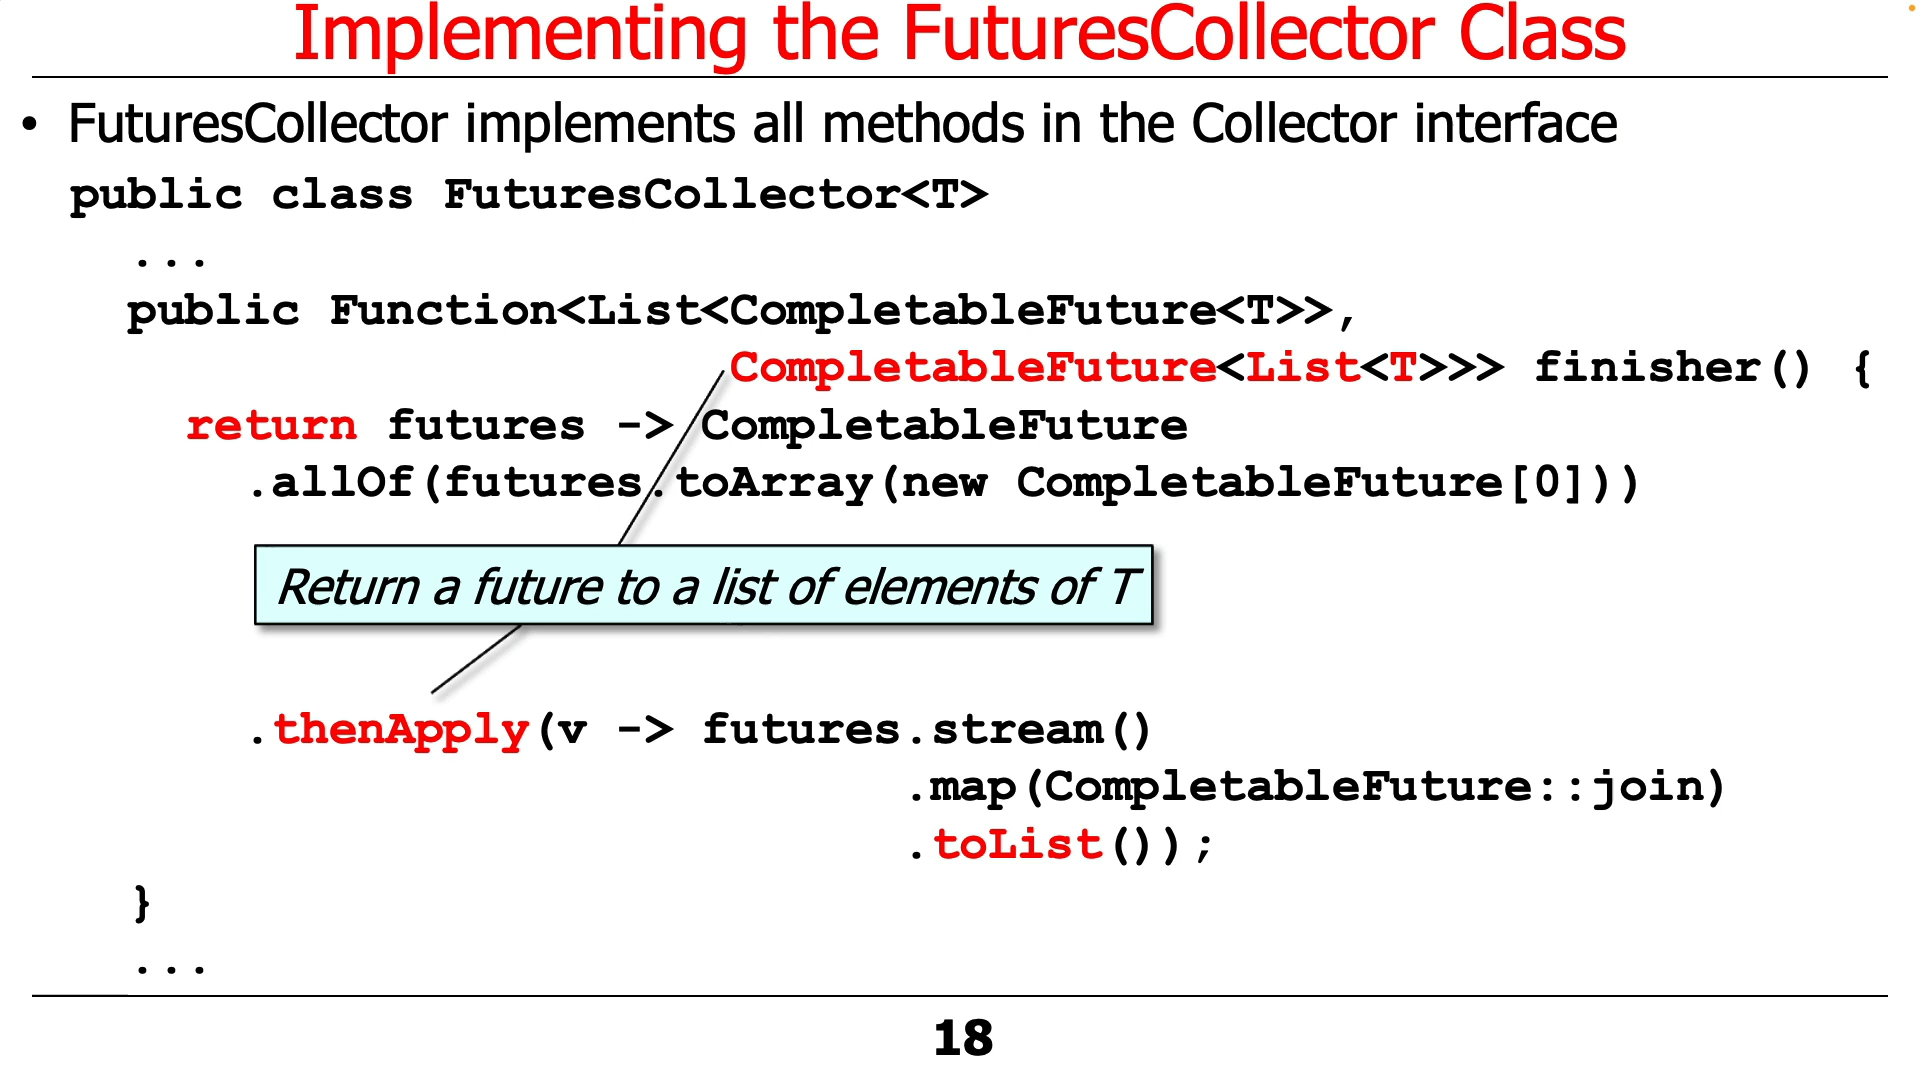 Implementing the FuturesCollector Class
• FuturesCollector implements all methods in the Collector interface
public class FuturesCollector<T>
...
public Function<List<CompletableFuture<T>>,
CompletableFuture<List<T>>> finisher() {
return futures -> CompletableFuture
.allOf(futures.toArray(new CompletableFuture[0]))
Return a future to a list of elements of T
.thenApply(v -> futures.stream()
.map(CompletableFuture::join)
.toList());
}
...
18